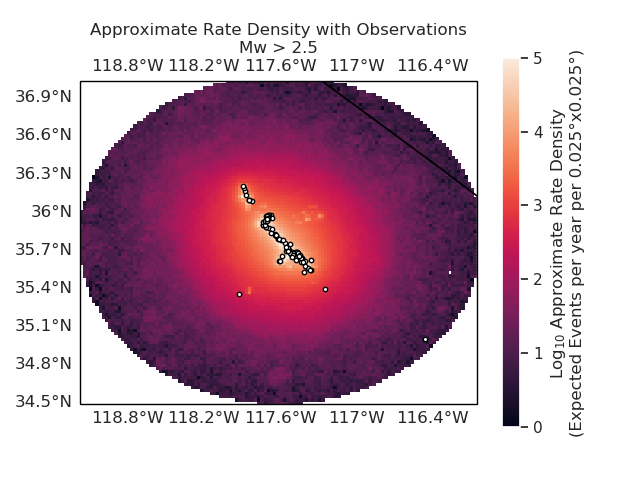 Approximate Rate Density with Observations
Mw > 2.5
118.8°W 118.2°W 117.6°W 117°W 116.4°W
36.9°N
36.6°N
36.3°N
36°N
35.7°N
35.4°N
35.1°N
34.8°N
34.5°N
118.8°W 118.2°W 117.6°W 117°W 116.4°W
5
4
3
2
1
0
Log₁₀ Approximate Rate Density
(Expected Events per year per 0.025°x0.025°)